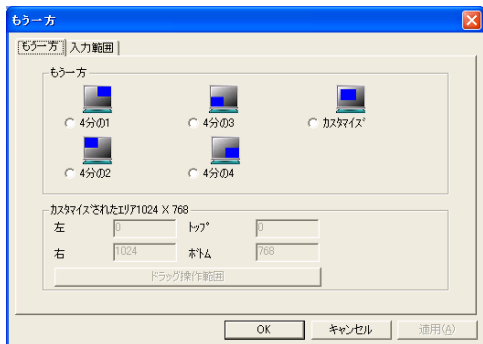 もう一方
もう一方 入力範囲
もう一方
4分の1 4分の3 カスタマイズ
4分の2 4分の4
カスタマイズされたエリア1024 × 768
左 0 トップ 0
右 1024 ボトム 768
ドラッグ操作範囲
OK キャンセル 適用(A)